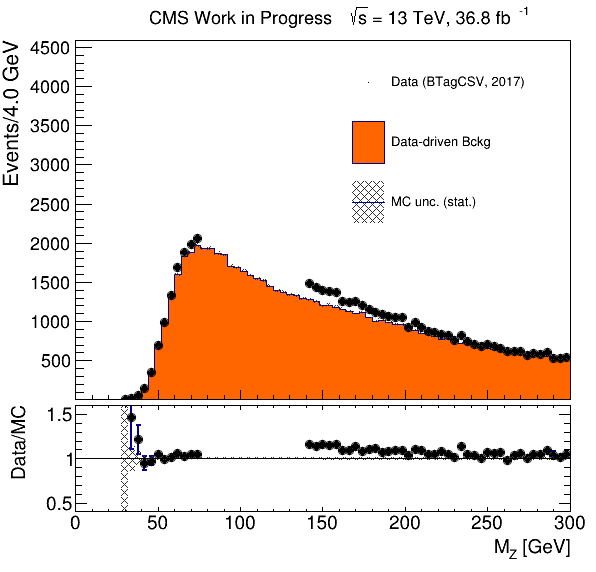 CMS Work in Progress √s = 13 TeV, 36.8 fb⁻¹
Events/4.0 GeV
4500
4000
3500
3000
2500
2000
1500
1000
500
Data (BTagCSV, 2017)
Data-driven Bckg
MC unc. (stat.)
Data/MC
1.5
1
0.5
0 50 100 150 200 250 300
M_Z [GeV]